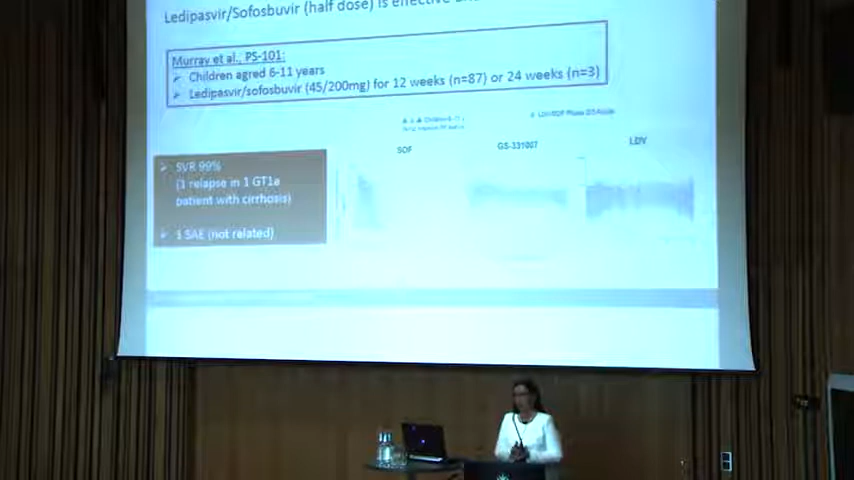 Ledipasvir/Sofosbuvir (half dose) is effective
Murray et al., PS-101:
Children agred 6-11 years
Ledipasvir/sofosbuvir (45/200mg) for 12 weeks (n=87) or 24 weeks (n=3)
SOF
GS-331007
LDV
SVR 99%
(1 relapse in 1 GT1a
patient with cirrhosis)
1 SAE (not related)